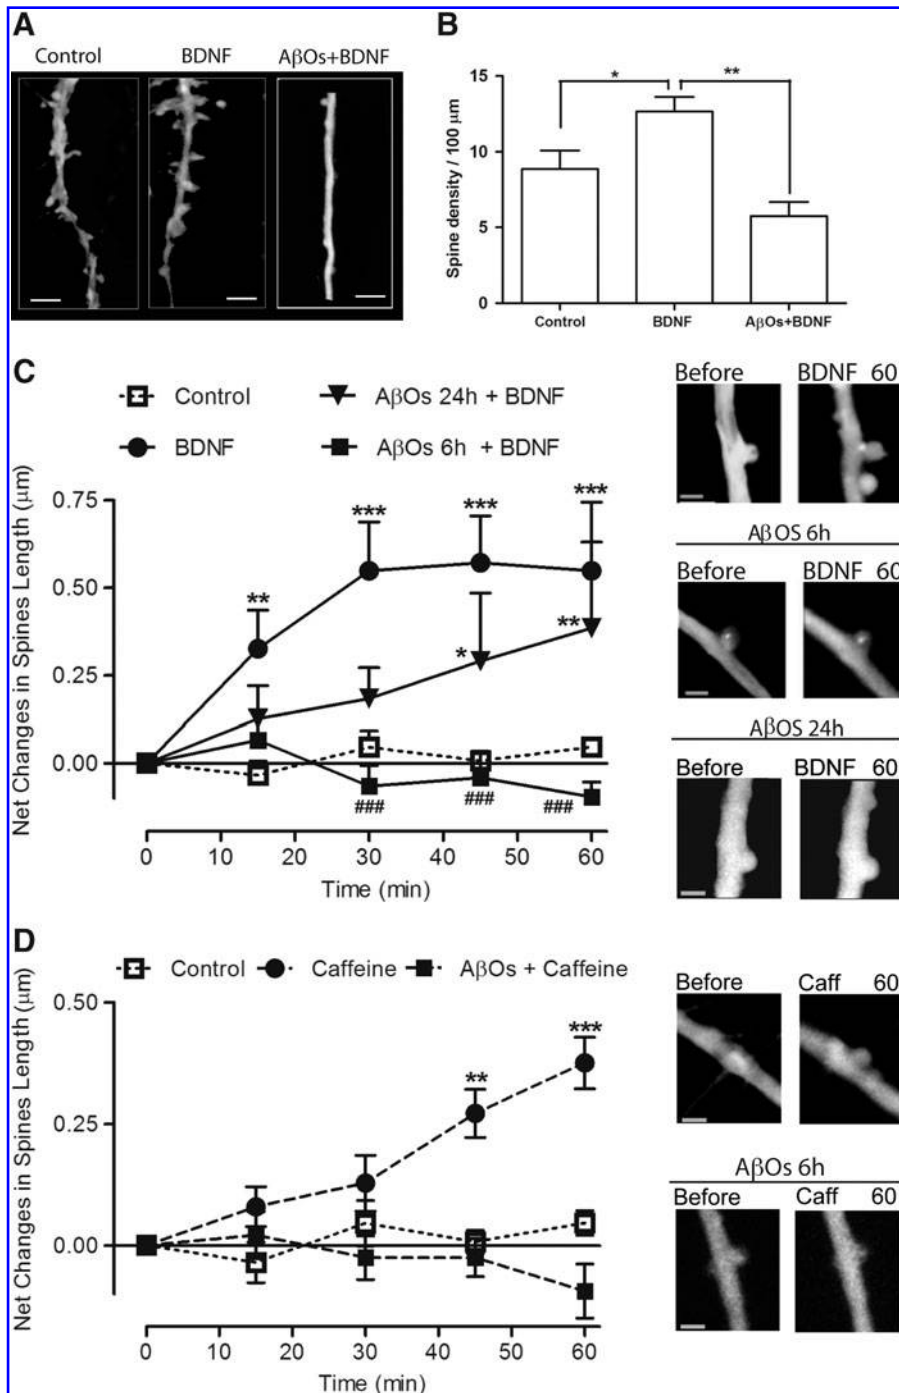 A
Control BDNF AβOs+BDNF
B
Spine density / 100 μm
15
10
5
0
* **
Control BDNF AβOs+BDNF
C
Control AβOs 24h + BDNF
BDNF AβOs 6h + BDNF
Net Changes in Spines Length (μm)
0.75
0.50
0.25
0.00
** *** *** ***
* **
### ### ###
0 10 20 30 40 50 60
Time (min)
Before BDNF 60
AβOS 6h
Before BDNF 60
AβOS 24h
Before BDNF 60
D
Control Caffeine AβOs + Caffeine
Net Changes in Spines Length (μm)
0.50
0.25
0.00
** ***
0 10 20 30 40 50 60
Time (min)
Before Caff 60
AβOs 6h
Before Caff 60